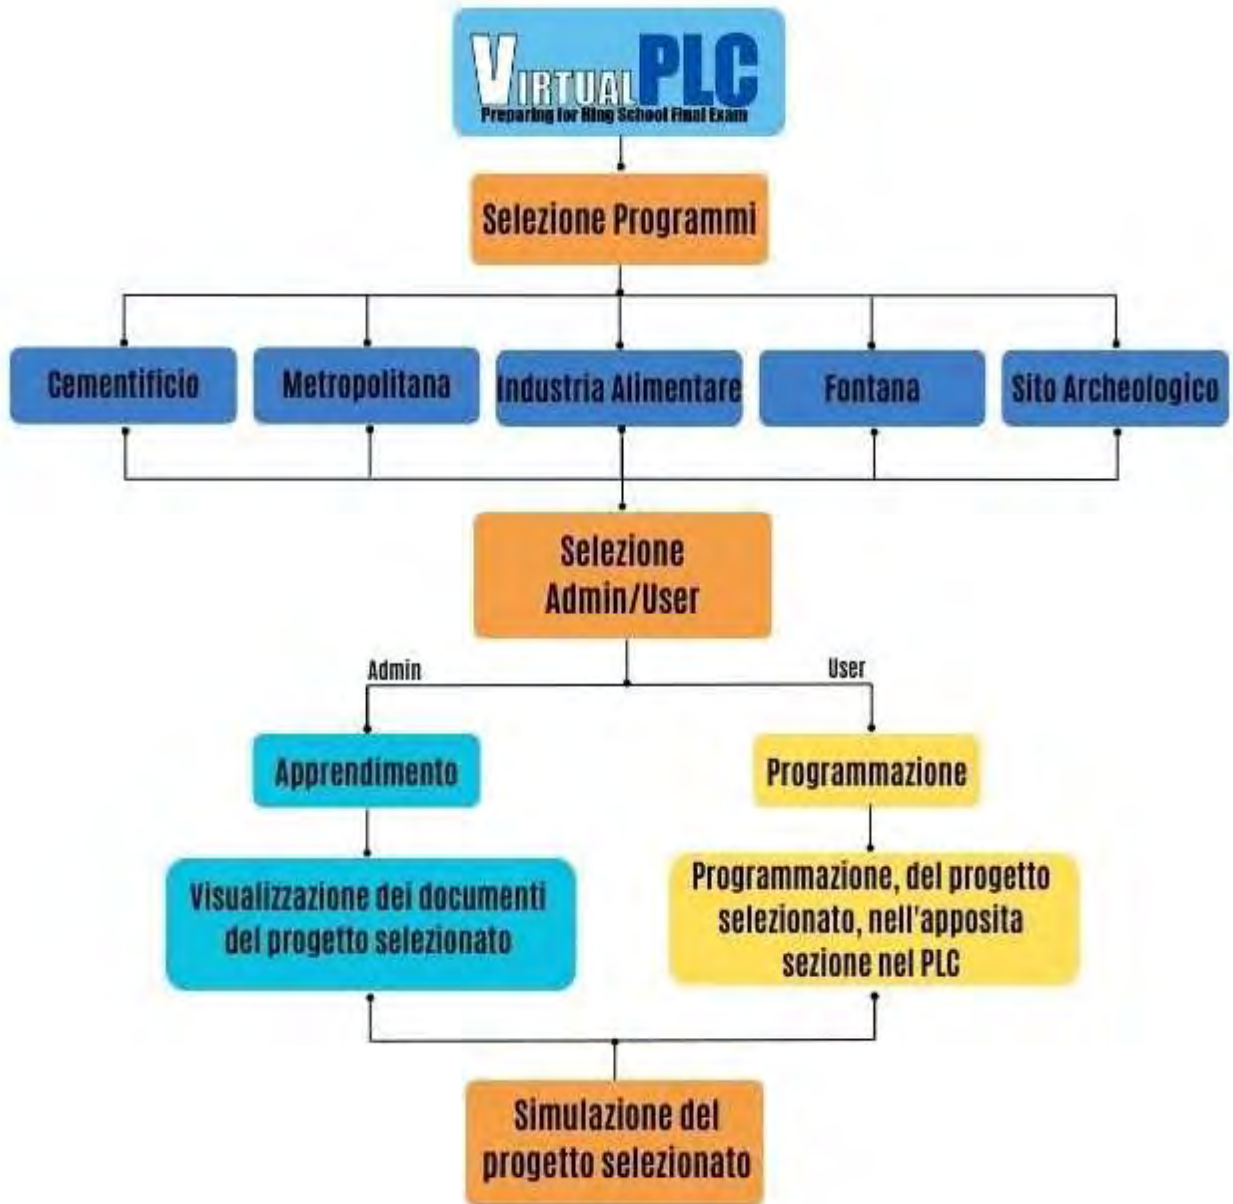 VIRTUAL PLC
Preparing for Hing School Final Exam
Selezione Programmi
Cementificio
Metropolitana
Industria Alimentare
Fontana
Sito Archeologico
Selezione
Admin/User
Admin
User
Apprendimento
Programmazione
Visualizzazione dei documenti
del progetto selezionato
Programmazione, del progetto
selezionato, nell'apposita
sezione nel PLC
Simulazione del
progetto selezionato